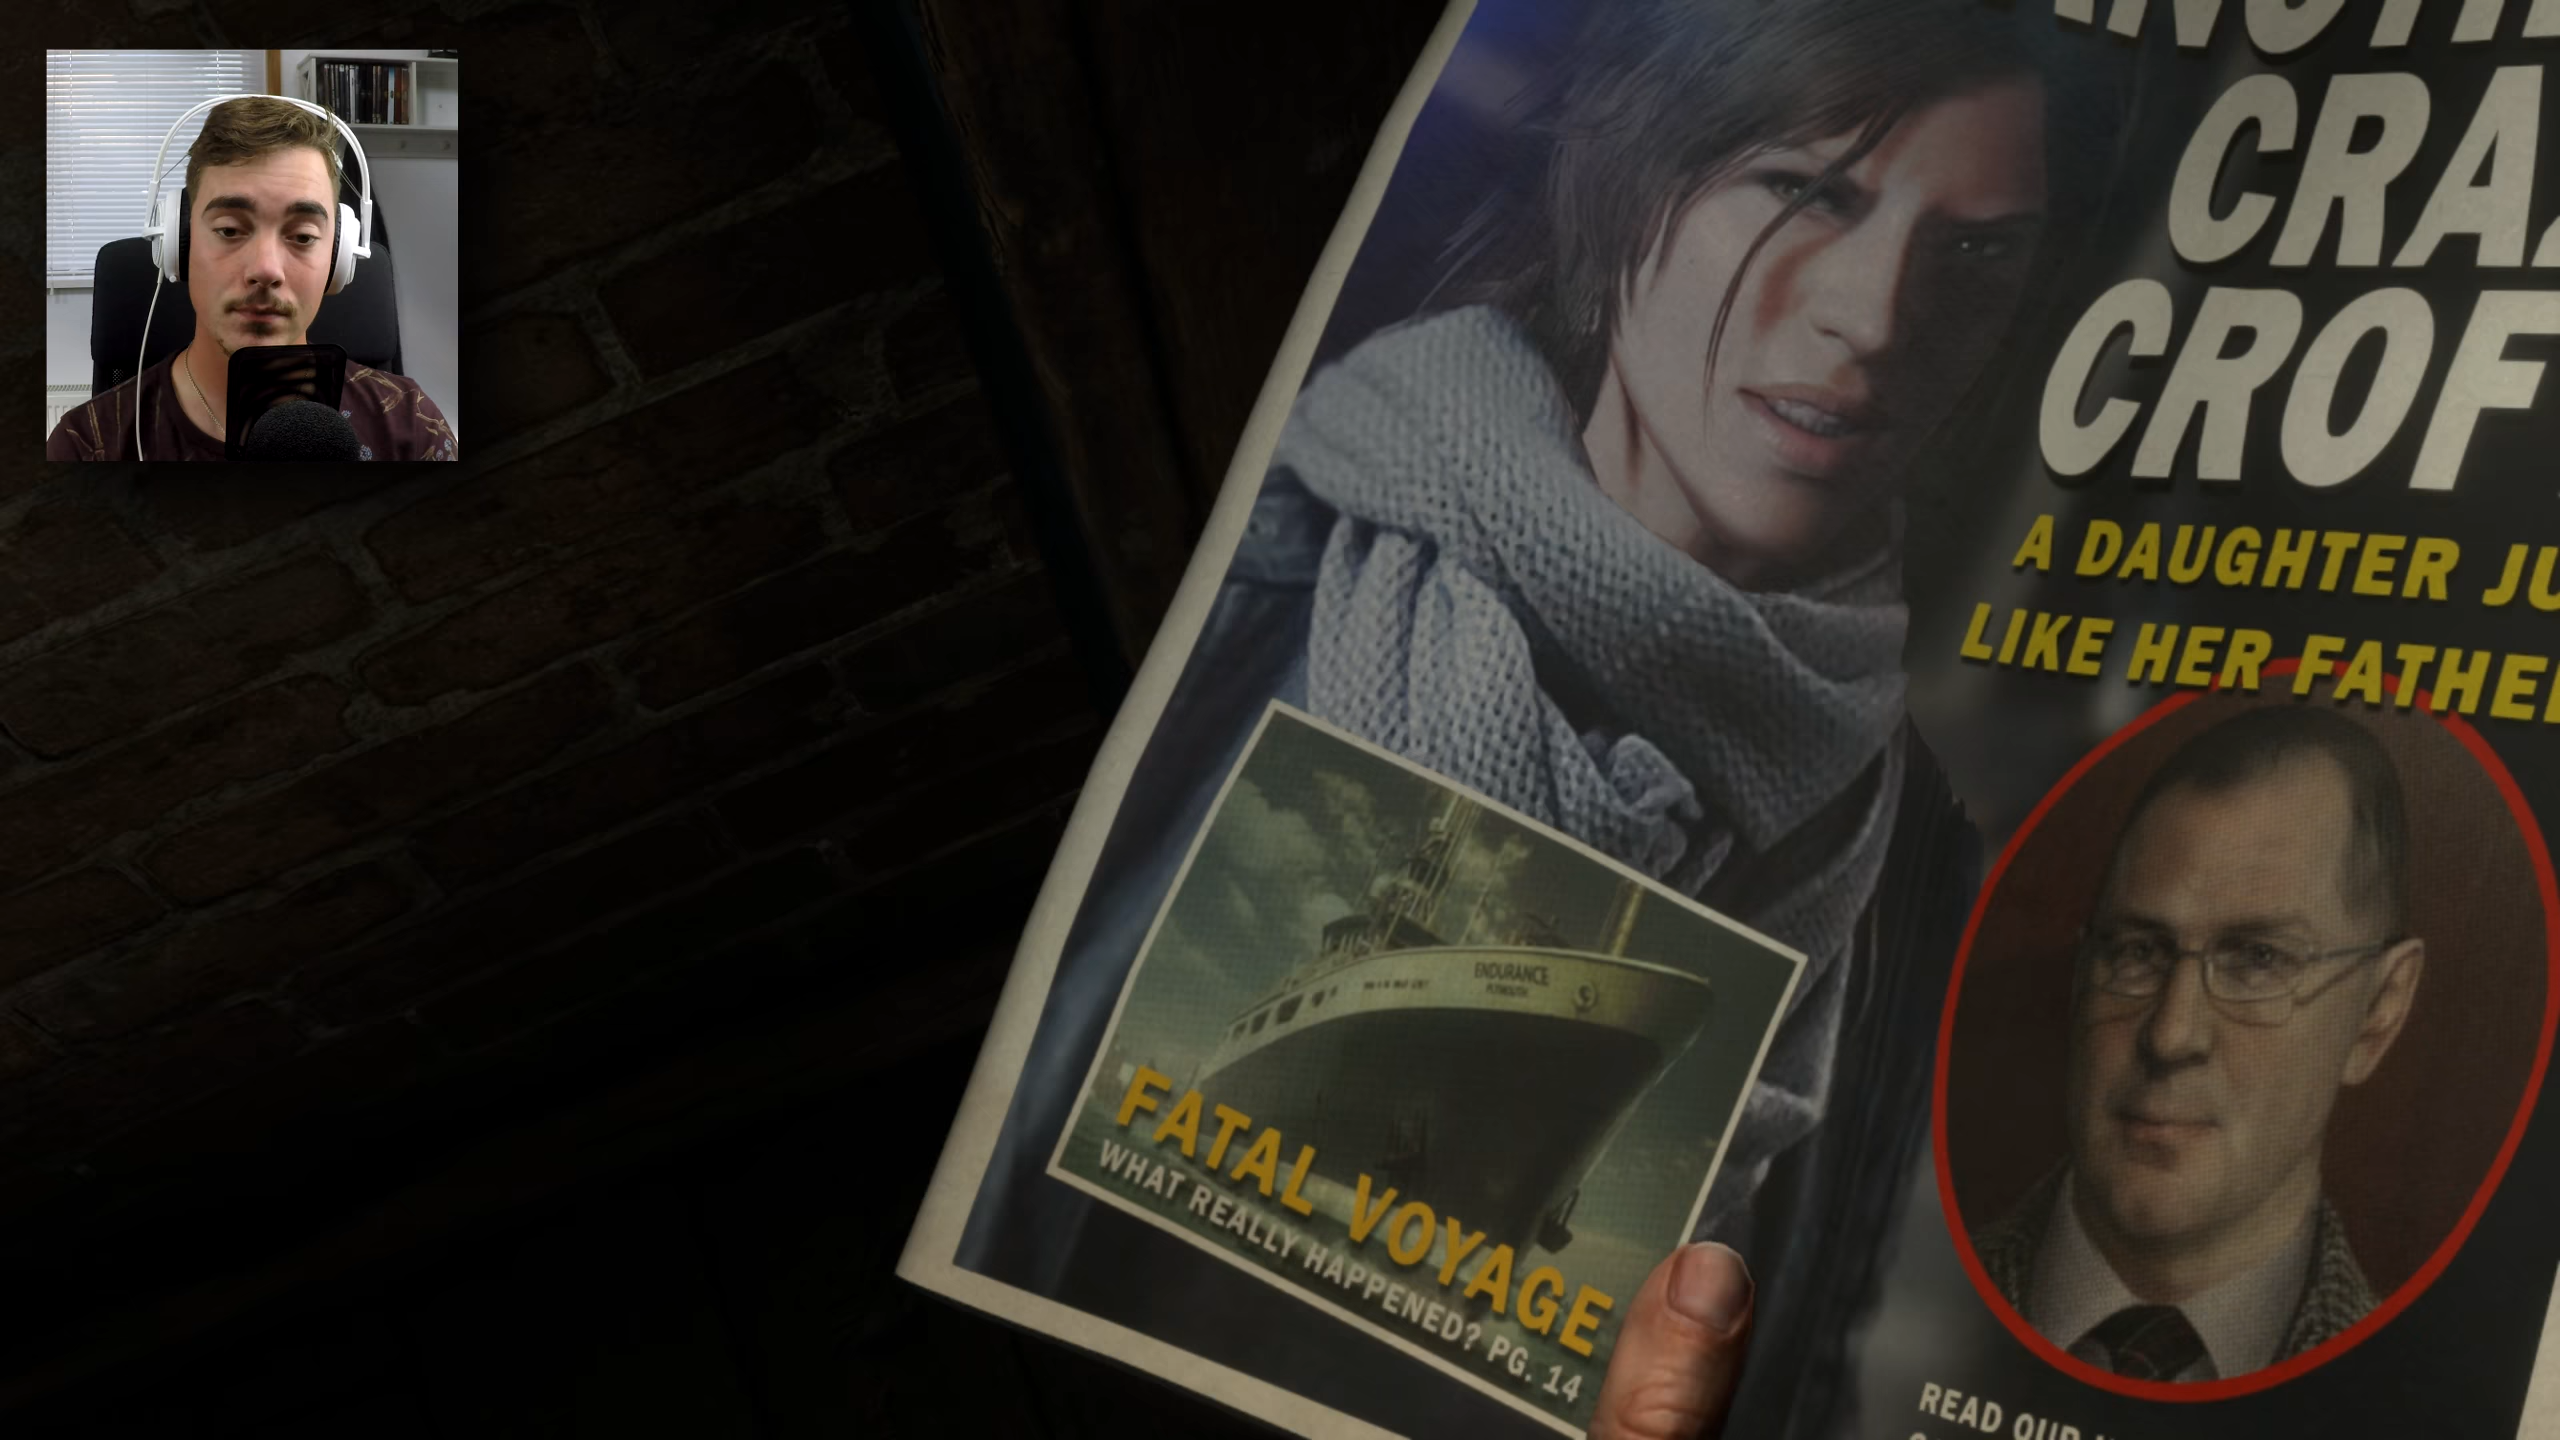 CRA
CROF
A DAUGHTER JU
LIKE HER FATHE
ENDURANCE
FATAL VOYAGE
WHAT REALLY HAPPENED? PG. 14
READ OUR